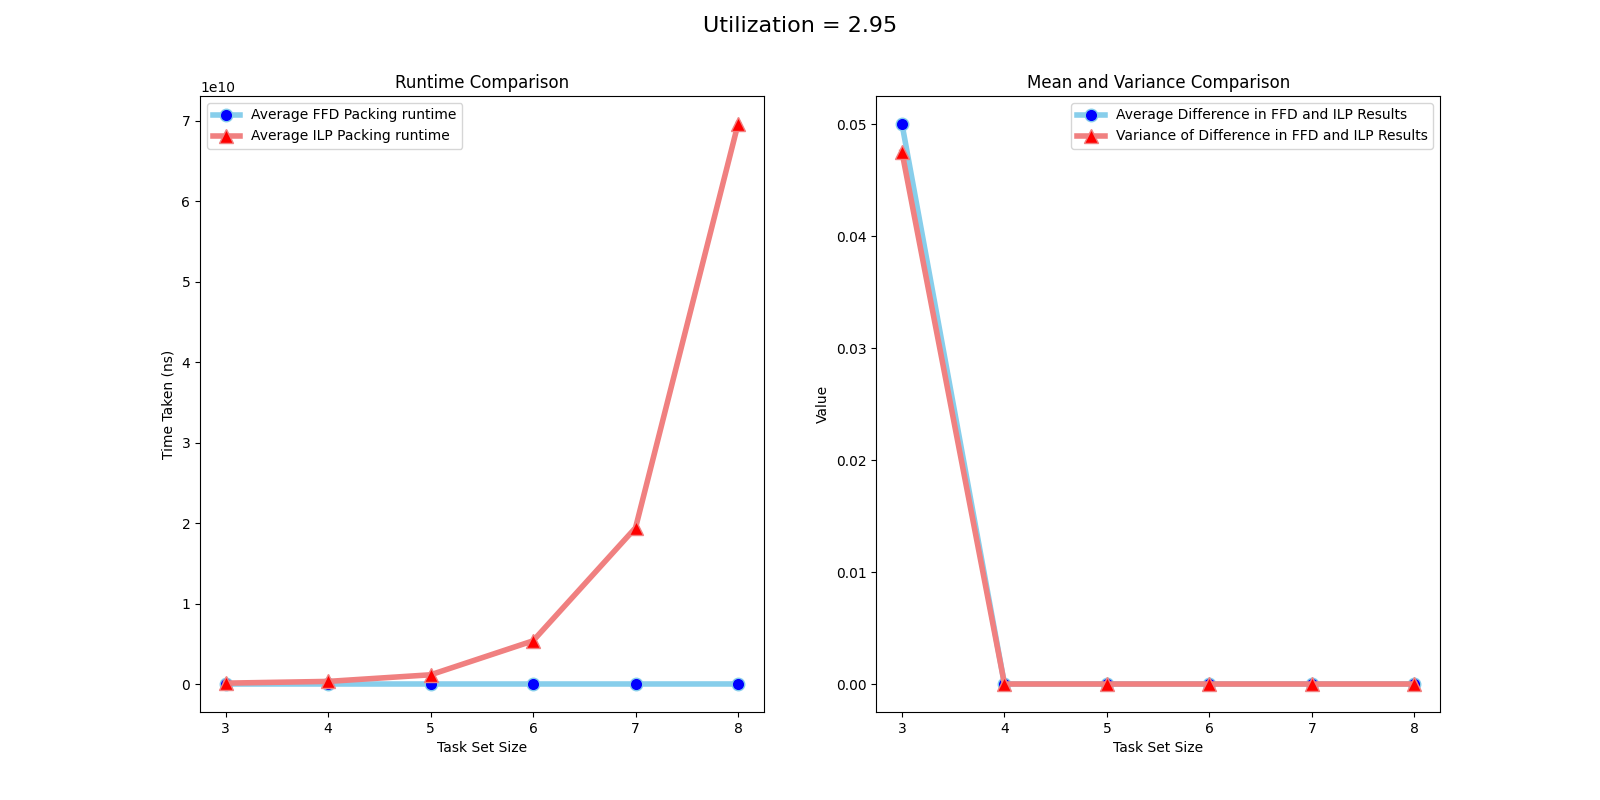 Utilization = 2.95
Runtime Comparison
1e10
Average FFD Packing runtime
Average ILP Packing runtime
7
6
5
4
3
2
1
0
Time Taken (ns)
3 4 5 6 7 8
Task Set Size
Mean and Variance Comparison
Average Difference in FFD and ILP Results
Variance of Difference in FFD and ILP Results
0.05
0.04
0.03
0.02
0.01
0.00
Value
3 4 5 6 7 8
Task Set Size